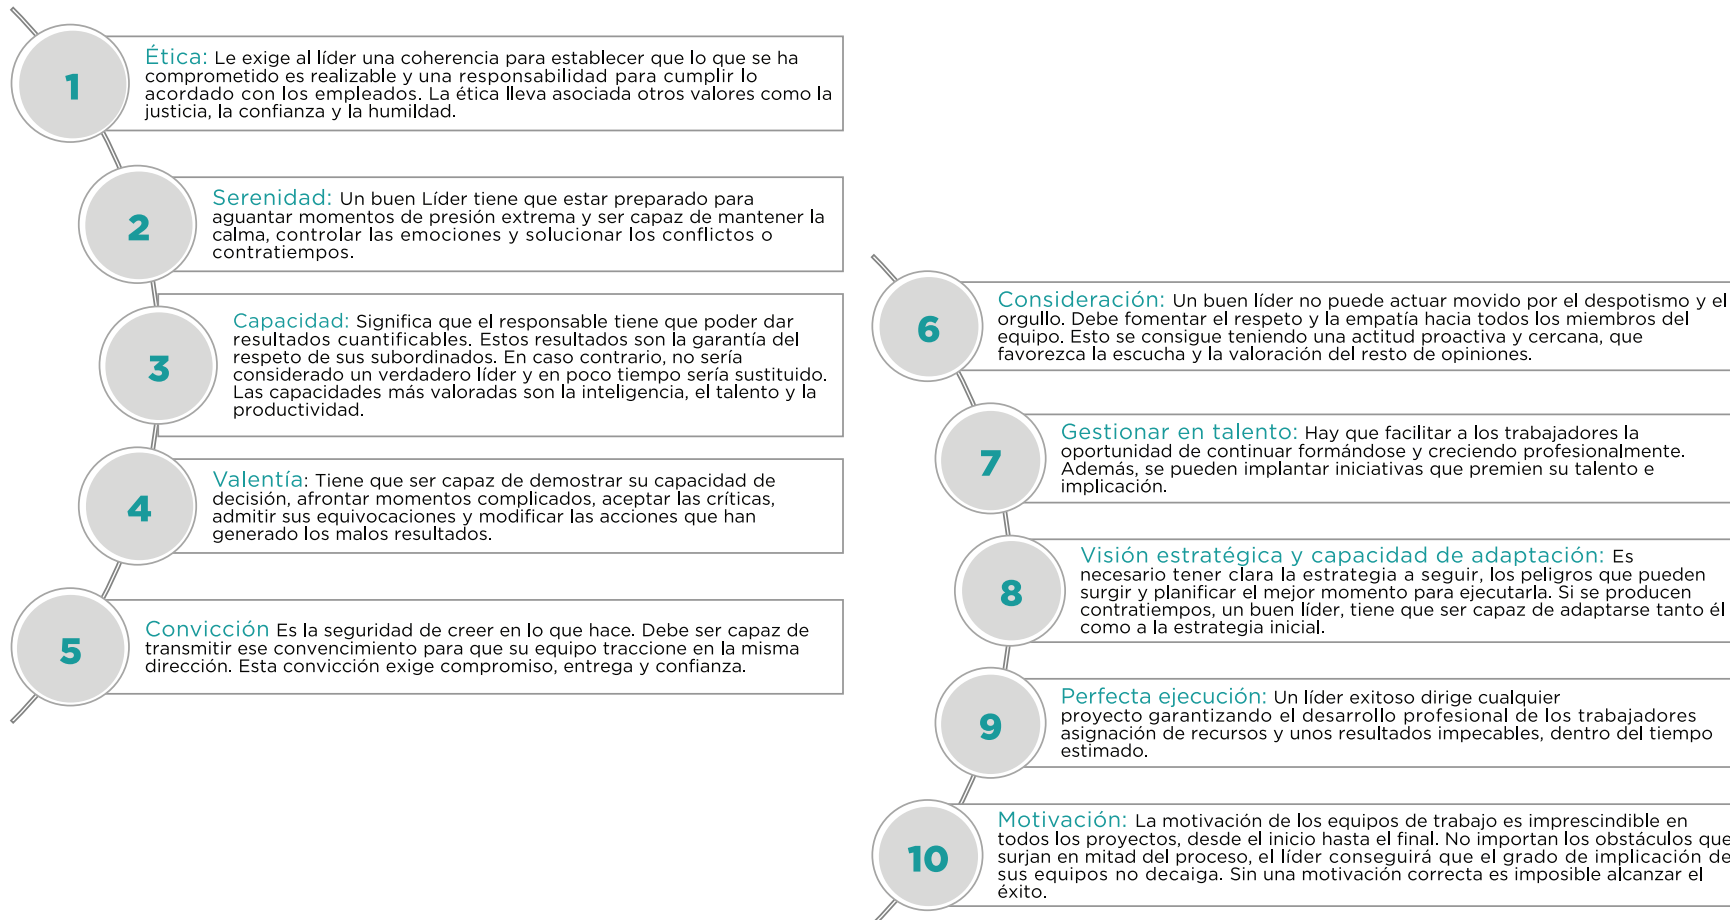 1
Ética: Le exige al líder una coherencia para establecer que lo que se ha
comprometido es realizable y una responsabilidad para cumplir lo
acordado con los empleados. La ética lleva asociada otros valores como la
justicia, la confianza y la humildad.
2
Serenidad: Un buen Líder tiene que estar preparado para
aguantar momentos de presión extrema y ser capaz de mantener la
calma, controlar las emociones y solucionar los conflictos o
contratiempos.
3
Capacidad: Significa que el responsable tiene que poder dar
resultados cuantificables. Estos resultados son la garantía del
respeto de sus subordinados. En caso contrario, no sería
considerado un verdadero líder y en poco tiempo sería sustituido.
Las capacidades más valoradas son la inteligencia, el talento y la
productividad.
4
Valentía: Tiene que ser capaz de demostrar su capacidad de
decisión, afrontar momentos complicados, aceptar las críticas,
admitir sus equivocaciones y modificar las acciones que han
generado los malos resultados.
5
Convicción Es la seguridad de creer en lo que hace. Debe ser capaz de
transmitir ese convencimiento para que su equipo traccione en la misma
dirección. Esta convicción exige compromiso, entrega y confianza.
6
Consideración: Un buen líder no puede actuar movido por el despotismo y el
orgullo. Debe fomentar el respeto y la empatía hacia todos los miembros del
equipo. Esto se consigue teniendo una actitud proactiva y cercana, que
favorezca la escucha y la valoración del resto de opiniones.
7
Gestionar en talento: Hay que facilitar a los trabajadores la
oportunidad de continuar formándose y creciendo profesionalmente.
Además, se pueden implantar iniciativas que premien su talento e
implicación.
8
Visión estratégica y capacidad de adaptación: Es
necesario tener clara la estrategia a seguir, los peligros que pueden
surgir y planificar el mejor momento para ejecutarla. Si se producen
contratiempos, un buen líder, tiene que ser capaz de adaptarse tanto él
como a la estrategia inicial.
9
Perfecta ejecución: Un líder exitoso dirige cualquier
proyecto garantizando el desarrollo profesional de los trabajadores
asignación de recursos y unos resultados impecables, dentro del tiempo
estimado.
10
Motivación: La motivación de los equipos de trabajo es imprescindible en
todos los proyectos, desde el inicio hasta el final. No importan los obstáculos que
surjan en mitad del proceso, el líder conseguirá que el grado de implicación de
sus equipos no decaiga. Sin una motivación correcta es imposible alcanzar el
éxito.